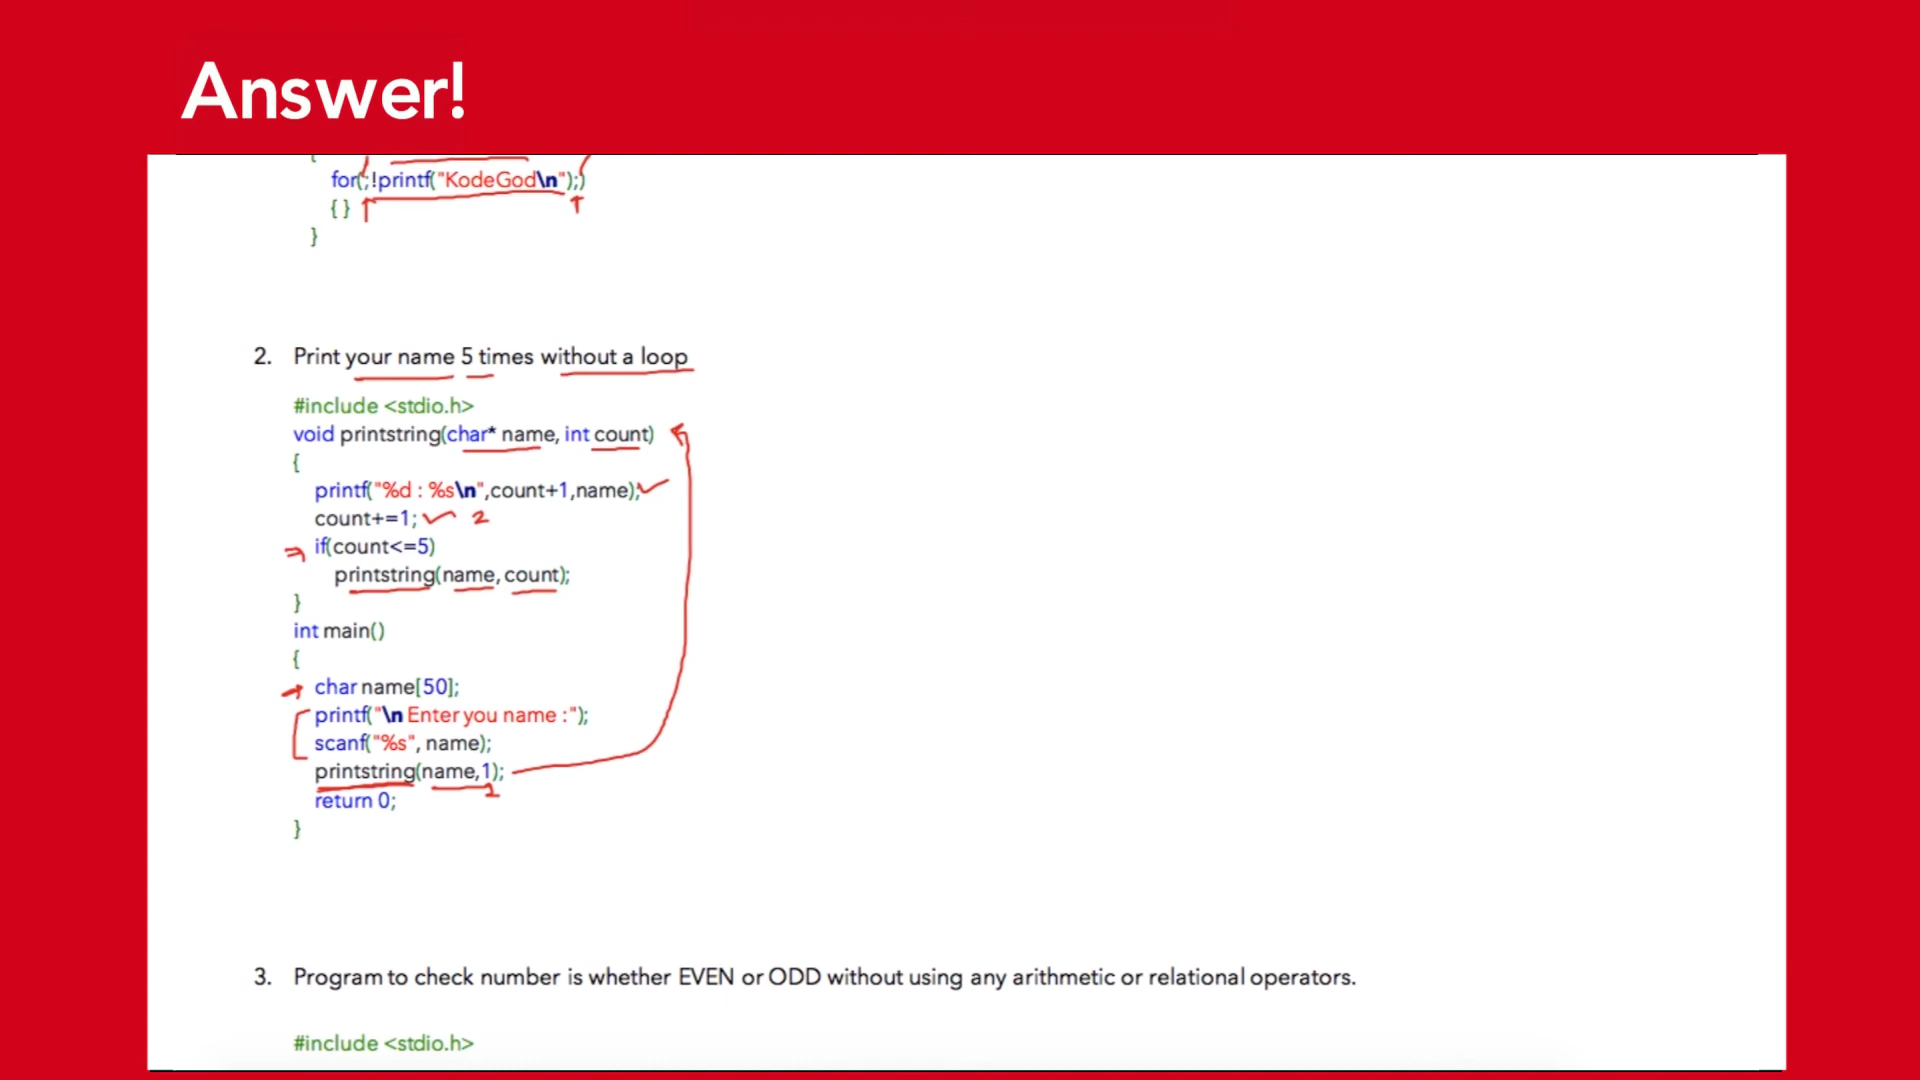 Answer!
{
for(;!printf("KodeGod\n");)
{}
}
2. Print your name 5 times without a loop
#include <stdio.h>
void printstring(char* name, int count)
{
printf("%d : %s\n",count+1,name);
count+=1; 2
if(count<=5)
printstring(name, count);
}
int main()
{
char name[50];
printf("\n Enter you name :");
scanf("%s", name);
printstring(name,1);
1
return 0;
}
3. Program to check number is whether EVEN or ODD without using any arithmetic or relational operators.
#include <stdio.h>